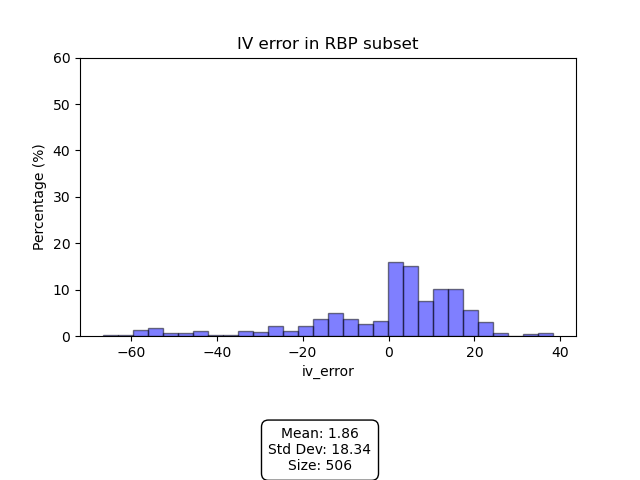 IV error in RBP subset
60
50
40
30
20
10
0
Percentage (%)
−60
−40
−20
0
20
40
iv_error
Mean: 1.86
Std Dev: 18.34
Size: 506